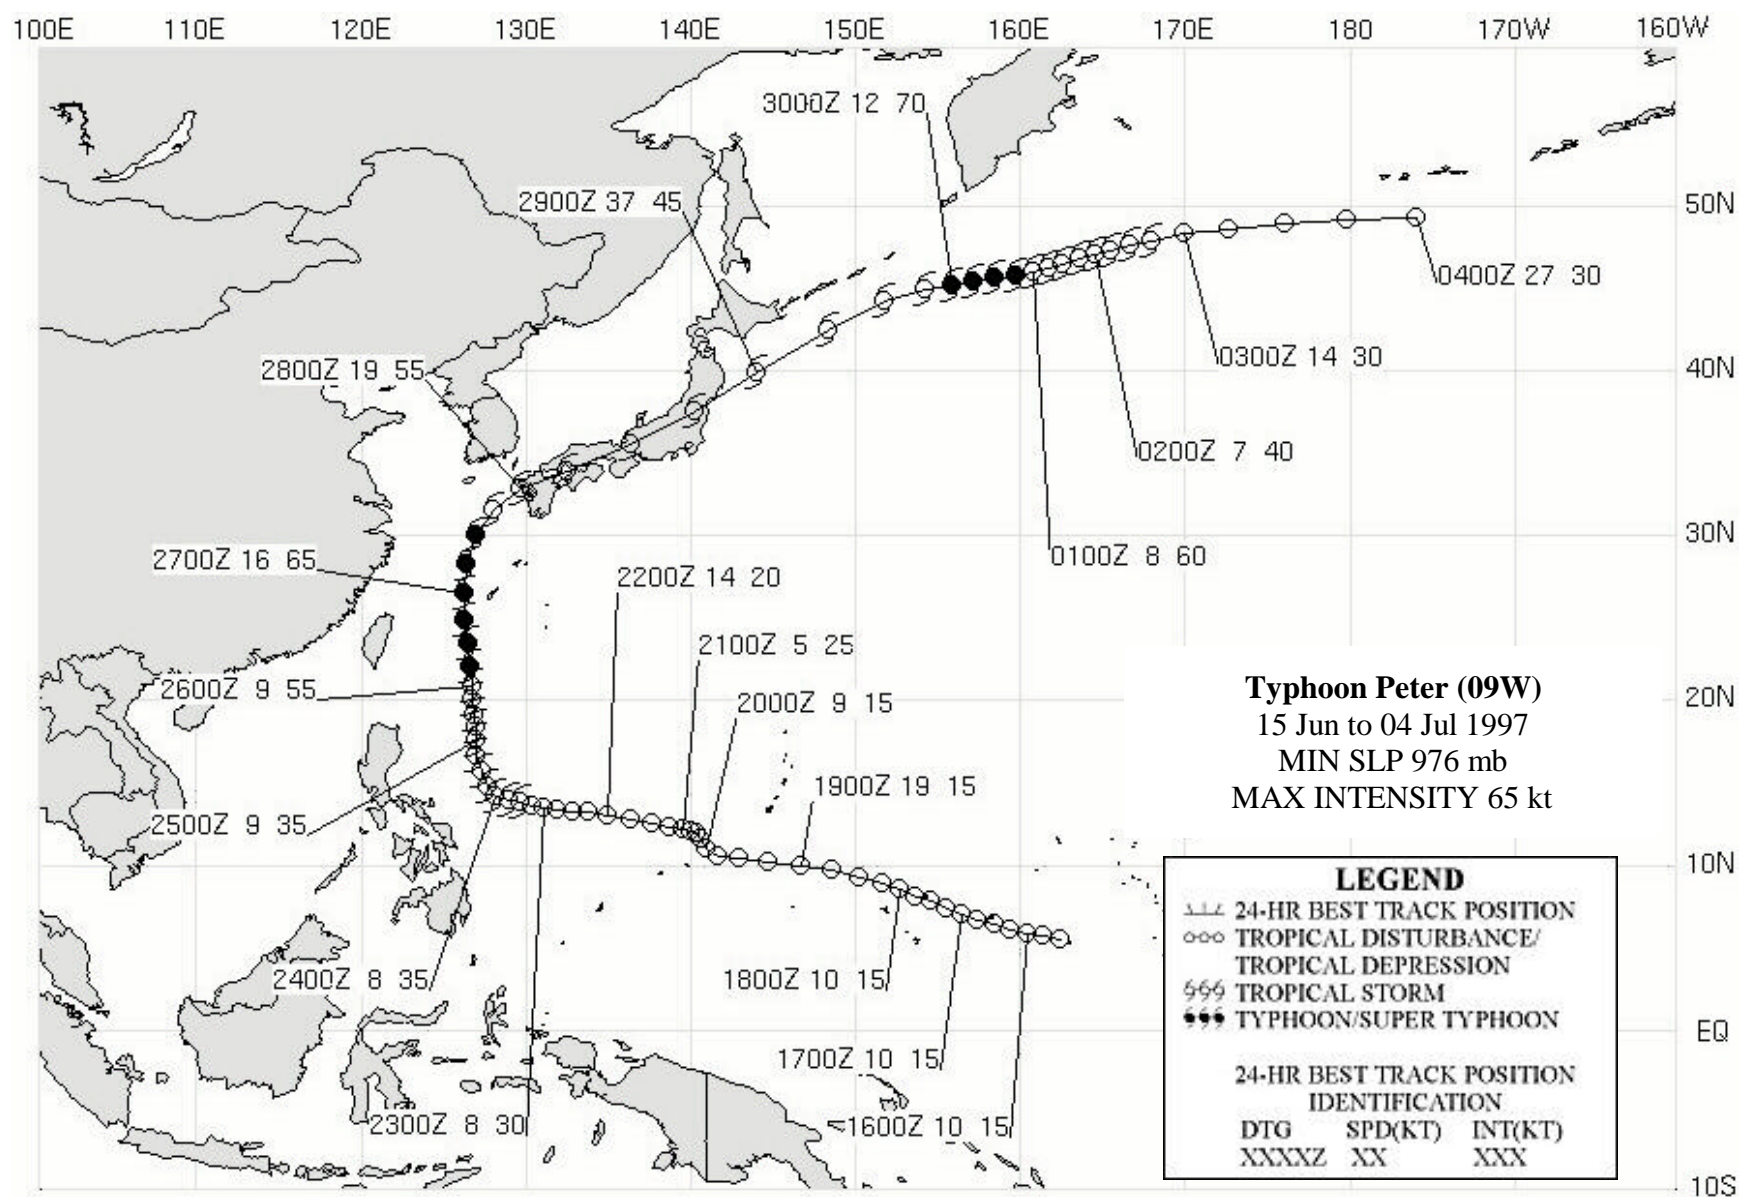 100E 110E 120E 130E 140E 150E 160E 170E 180 170W 160W
3000Z 12 70
2900Z 37 45
50N
0400Z 27 30
0300Z 14 30
2800Z 19 55
40N
0200Z 7 40
30N
2700Z 16 65
0100Z 8 60
2200Z 14 20
2100Z 5 25
2600Z 9 55
2000Z 9 15
20N
Typhoon Peter (09W)
15 Jun to 04 Jul 1997
MIN SLP 976 mb
MAX INTENSITY 65 kt
1900Z 19 15
2500Z 9 35
10N
2400Z 8 35
1800Z 10 15
EQ
1700Z 10 15
2300Z 8 30
1600Z 10 15
10S
LEGEND
24-HR BEST TRACK POSITION
TROPICAL DISTURBANCE/
TROPICAL DEPRESSION
TROPICAL STORM
TYPHOON/SUPER TYPHOON
24-HR BEST TRACK POSITION
IDENTIFICATION
DTG SPD(KT) INT(KT)
XXXXZ XX XXX